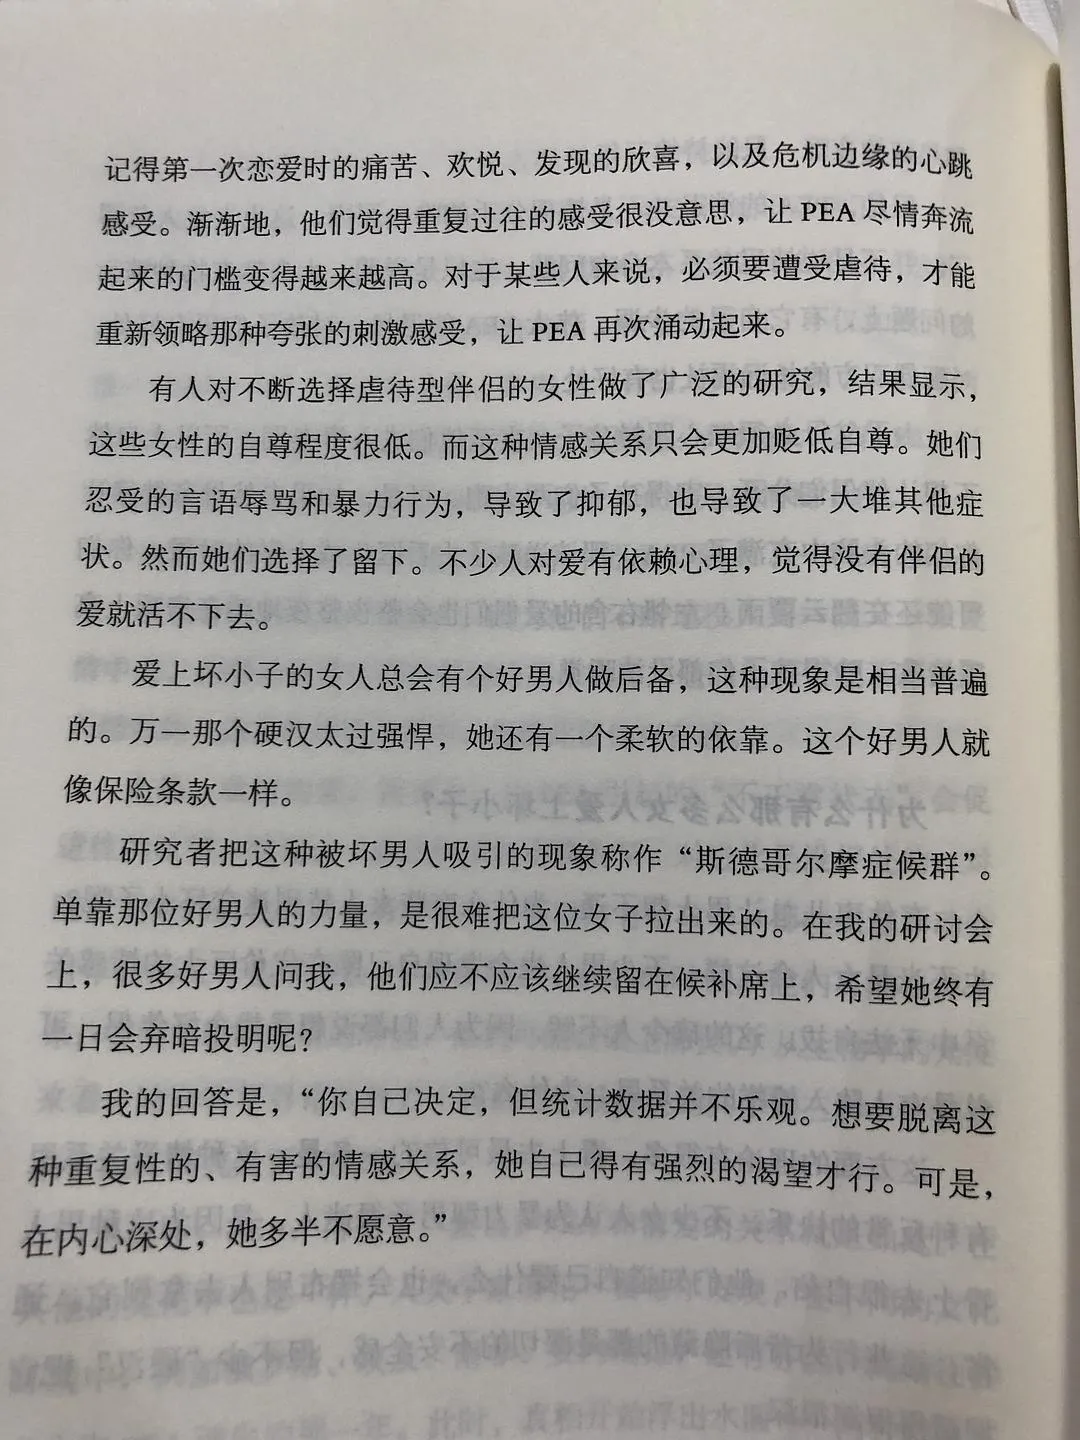 记得第一次恋爱时的痛苦、欢悦、发现的欣喜，以及危机边缘的心跳
感受。渐渐地，他们觉得重复过往的感受很没意思，让 PEA 尽情奔流
起来的门槛变得越来越高。对于某些人来说，必须要遭受虐待，才能
重新领略那种夸张的刺激感受，让 PEA 再次涌动起来。
有人对不断选择虐待型伴侣的女性做了广泛的研究，结果显示，
这些女性的自尊程度很低。而这种情感关系只会更加贬低自尊。她们
忍受的言语辱骂和暴力行为，导致了抑郁，也导致了一大堆其他症
状。然而她们选择了留下。不少人对爱有依赖心理，觉得没有伴侣的
爱就活不下去。
爱上坏小子的女人总会有个好男人做后备，这种现象是相当普遍
的。万一那个硬汉太过强悍，她还有一个柔软的依靠。这个好男人就
像保险条款一样。
研究者把这种被坏男人吸引的现象称作“斯德哥尔摩症候群”。
单靠那位好男人的力量，是很难把这位女子拉出来的。在我的研讨会
上，很多好男人问我，他们应不应该继续留在候补席上，希望她终有
一日会弃暗投明呢？
我的回答是，“你自己决定，但统计数据并不乐观。想要脱离这
种重复性的、有害的情感关系，她自己得有强烈的渴望才行。可是，
在内心深处，她多半不愿意。”